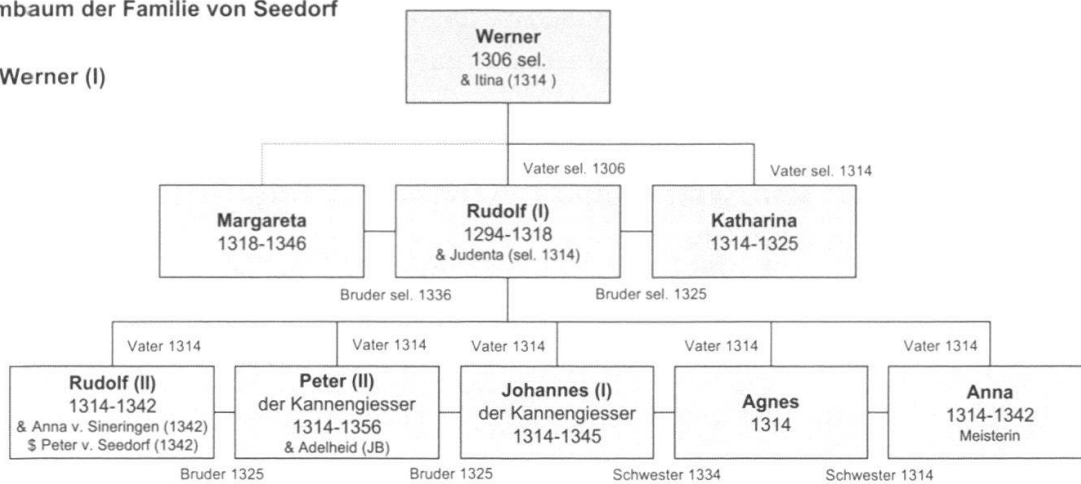 mbaum der Familie von Seedorf
Werner (I)
Werner
1306 sel.
& Itina (1314 )
Vater sel. 1306
Vater sel. 1314
Margareta
1318-1346
Rudolf (I)
1294-1318
& Judenta (sel. 1314)
Katharina
1314-1325
Bruder sel. 1336
Bruder sel. 1325
Vater 1314
Vater 1314
Vater 1314
Vater 1314
Vater 1314
Rudolf (II)
1314-1342
& Anna v. Sineringen (1342)
$ Peter v. Seedorf (1342)
Peter (II)
der Kannengiesser
1314-1356
& Adelheid (JB)
Johannes (I)
der Kannengiesser
1314-1345
Agnes
1314
Anna
1314-1342
Meisterin
Bruder 1325
Bruder 1325
Schwester 1334
Schwester 1314